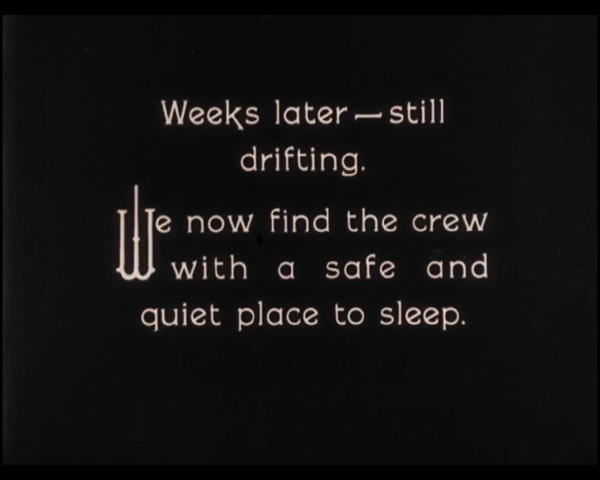 Weeks later — still
drifting.
We now find the crew
with a safe and
quiet place to sleep.